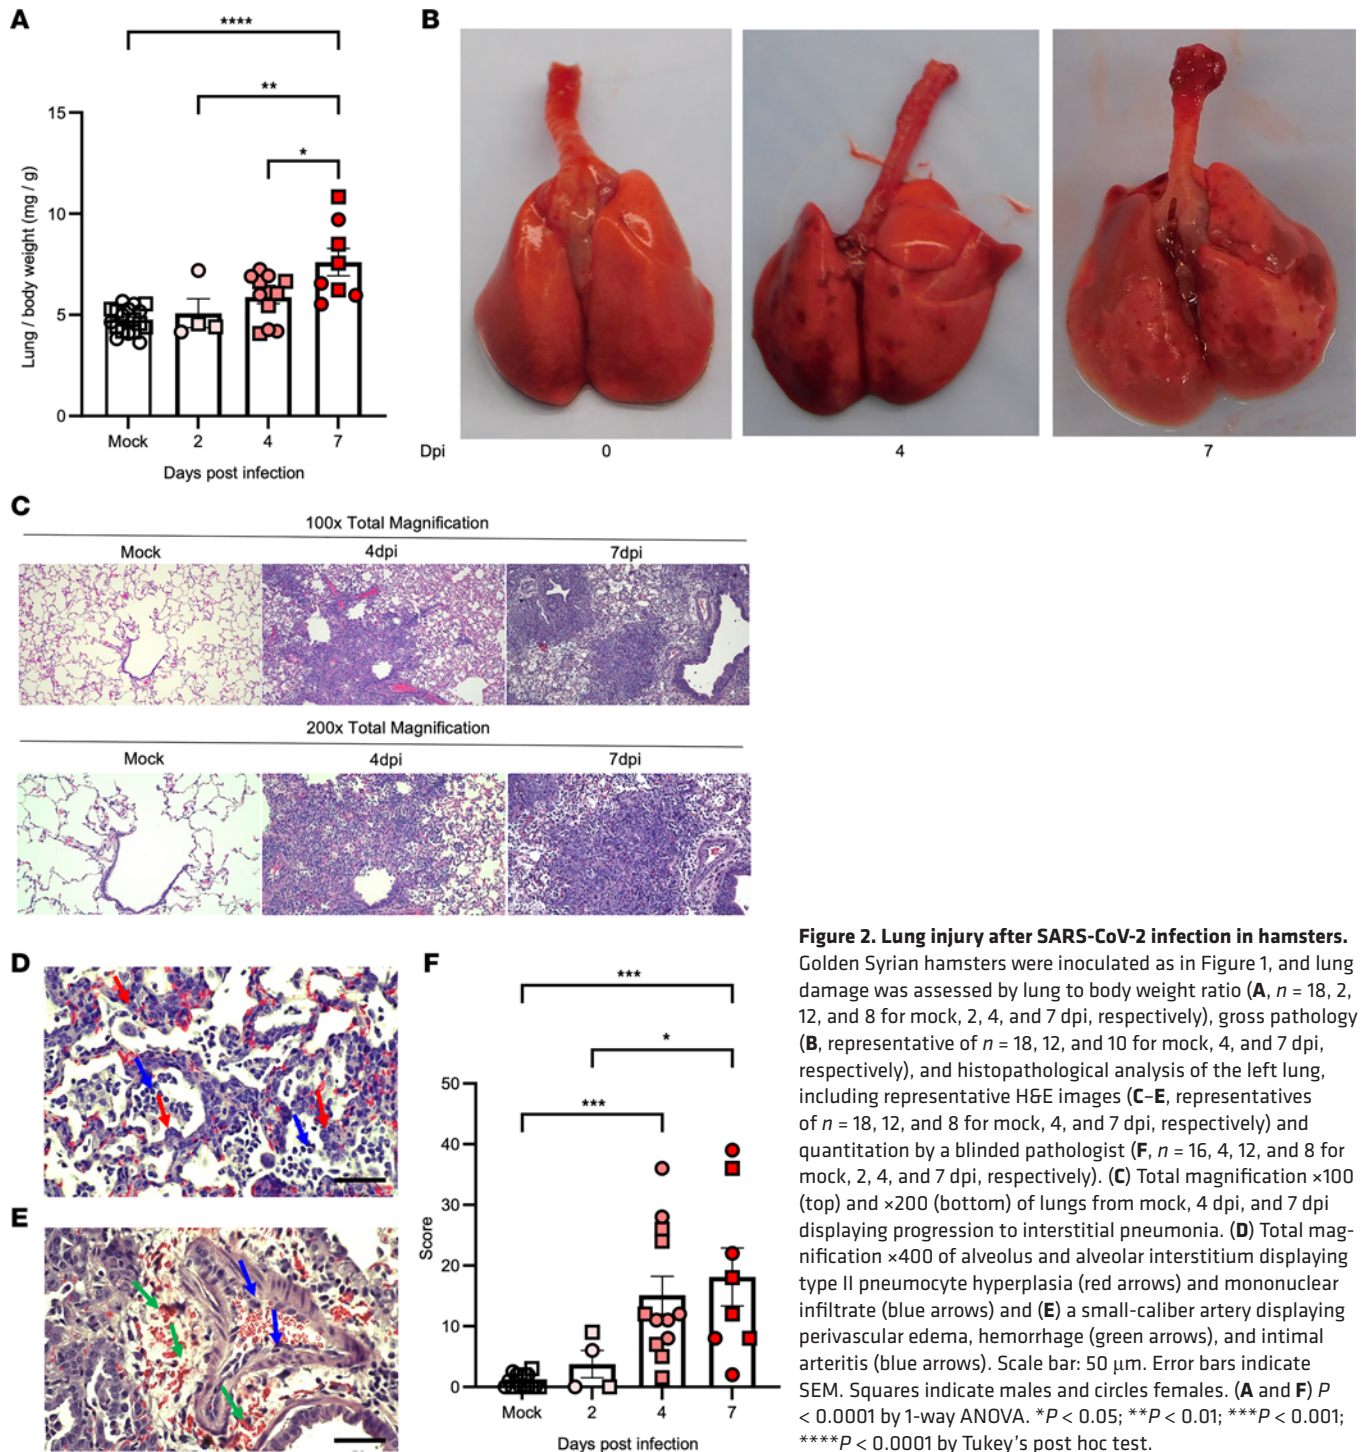 A
****
**
*
15
10
5
0
Lung / body weight (mg / g)
Mock
2
4
7
Days post infection
B
Dpi
0
4
7
C
100x Total Magnification
Mock
4dpi
7dpi
200x Total Magnification
Mock
4dpi
7dpi
D
E
F
***
*
***
50
40
30
20
10
0
Score
Mock
2
4
7
Days post infection
Figure 2. Lung injury after SARS-CoV-2 infection in hamsters.
Golden Syrian hamsters were inoculated as in Figure 1, and lung
damage was assessed by lung to body weight ratio (A, n = 18, 2,
12, and 8 for mock, 2, 4, and 7 dpi, respectively), gross pathology
(B, representative of n = 18, 12, and 10 for mock, 4, and 7 dpi,
respectively), and histopathological analysis of the left lung,
including representative H&E images (C–E, representatives
of n = 18, 12, and 8 for mock, 4, and 7 dpi, respectively) and
quantitation by a blinded pathologist (F, n = 16, 4, 12, and 8 for
mock, 2, 4, and 7 dpi, respectively). (C) Total magnification ×100
(top) and ×200 (bottom) of lungs from mock, 4 dpi, and 7 dpi
displaying progression to interstitial pneumonia. (D) Total mag-
nification ×400 of alveolus and alveolar interstitium displaying
type II pneumocyte hyperplasia (red arrows) and mononuclear
infiltrate (blue arrows) and (E) a small-caliber artery displaying
perivascular edema, hemorrhage (green arrows), and intimal
arteritis (blue arrows). Scale bar: 50 μm. Error bars indicate
SEM. Squares indicate males and circles females. (A and F) P
< 0.0001 by 1-way ANOVA. *P < 0.05; **P < 0.01; ***P < 0.001;
****P < 0.0001 by Tukey's post hoc test.